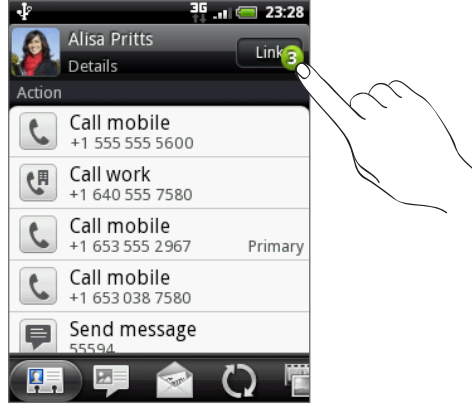 3G 23:28
Alisa Pritts
Link
3
Details
Action
Call mobile
+1 555 555 5600
Call work
+1 640 555 7580
Call mobile
+1 653 555 2967 Primary
Call mobile
+1 653 038 7580
Send message
55594